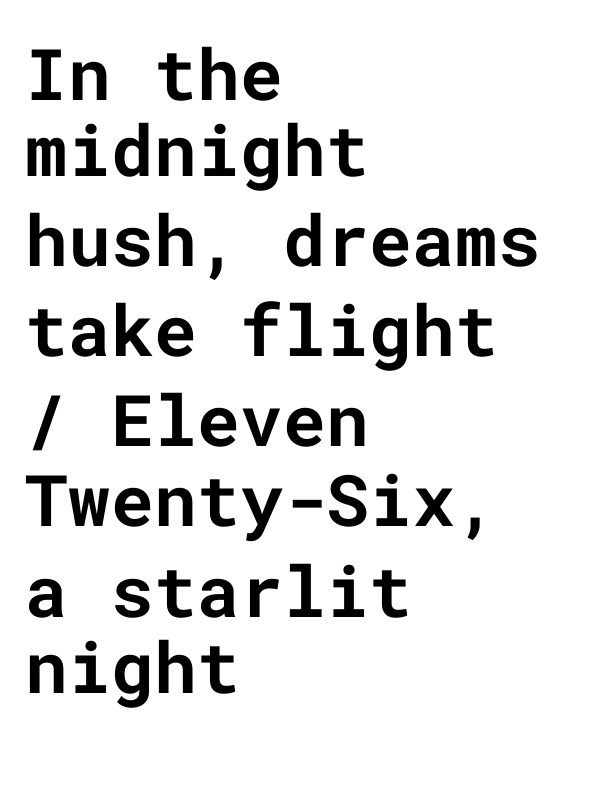 In the
midnight
hush, dreams
take flight
/ Eleven
Twenty-Six,
a starlit
night